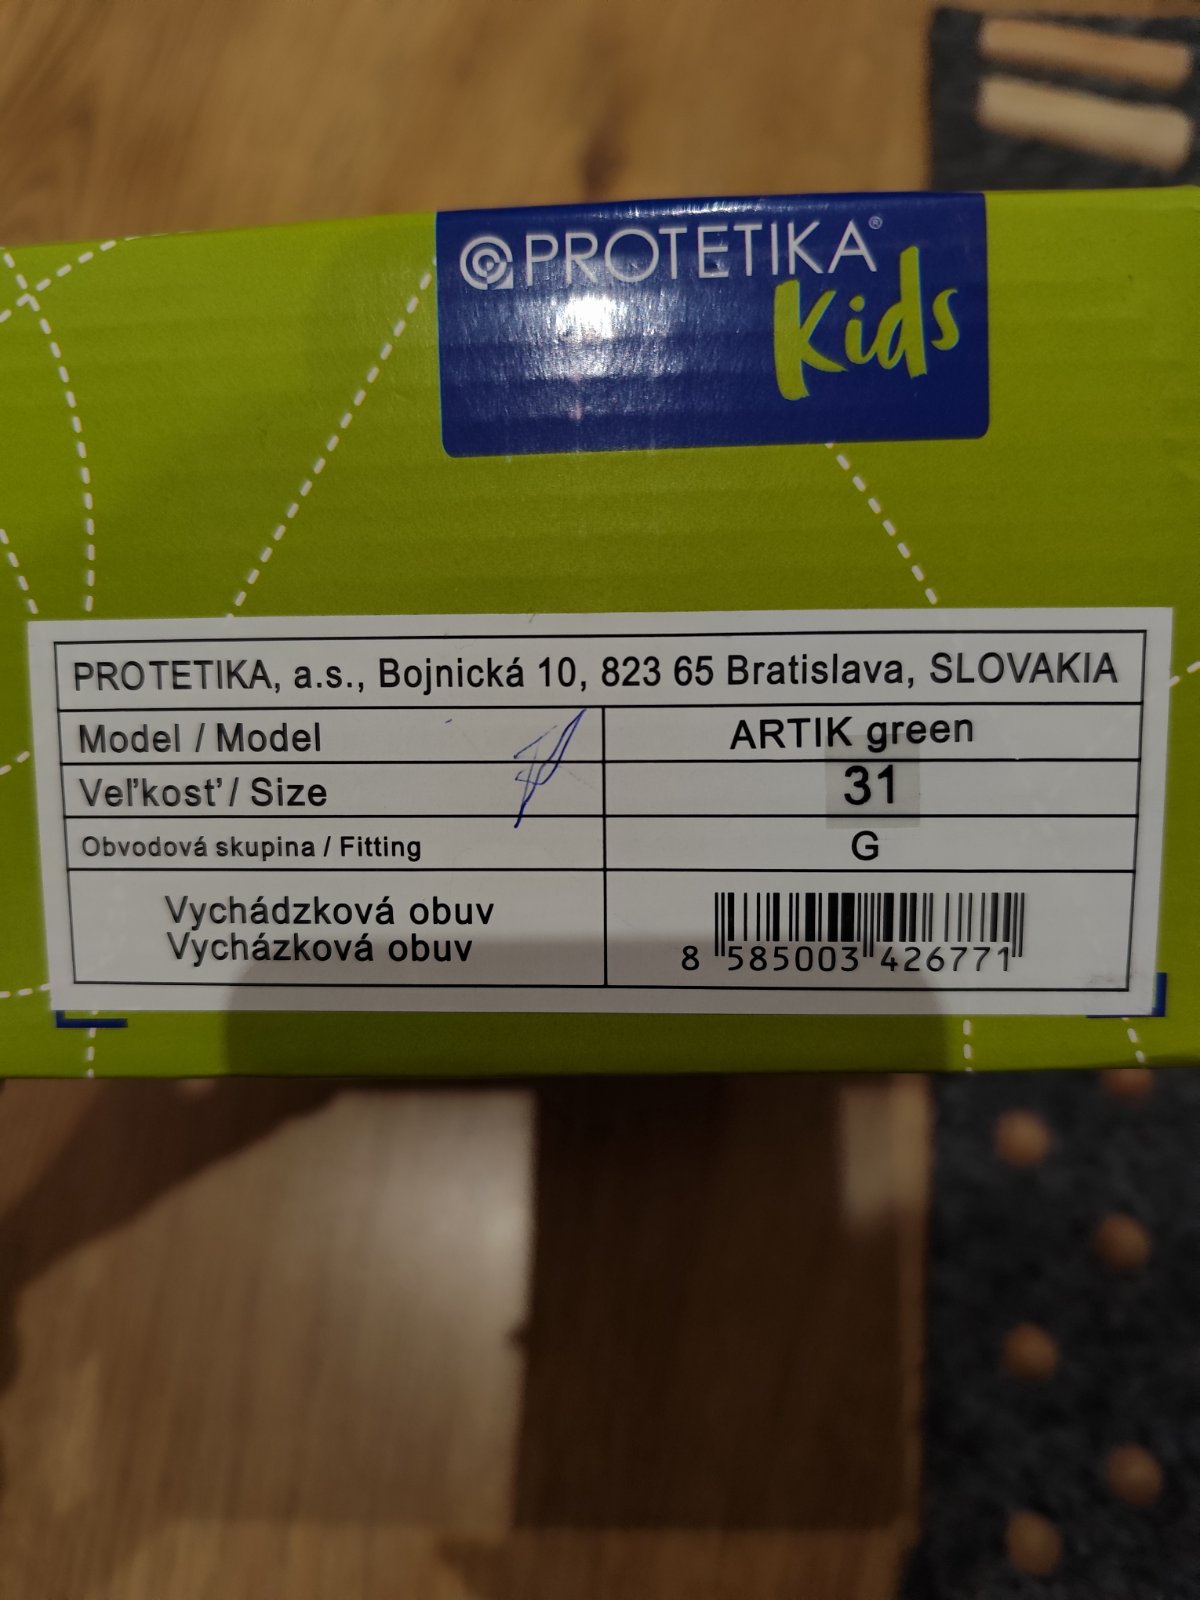 PROTETIKA®
Kids
PROTETIKA, a.s., Bojnická 10, 823 65 Bratislava, SLOVAKIA
Model / Model ARTIK green
Veľkosť / Size 31
Obvodová skupina / Fitting G
Vychádzková obuv
Vycházková obuv
8 585003 426771